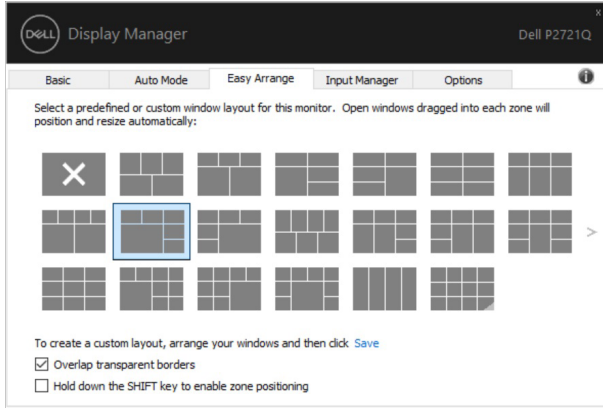 x
DELL Display Manager
Dell P2721Q
Basic Auto Mode Easy Arrange Input Manager Options
Select a predefined or custom window layout for this monitor. Open windows dragged into each zone will
position and resize automatically:
>
To create a custom layout, arrange your windows and then click Save
Overlap transparent borders
Hold down the SHIFT key to enable zone positioning